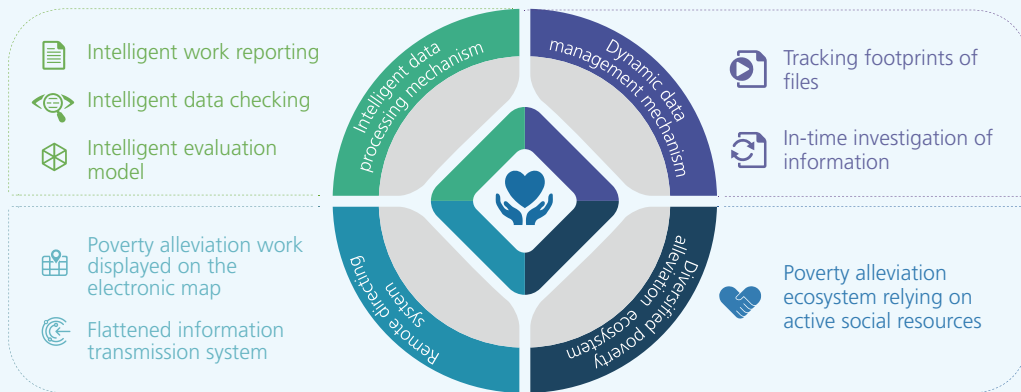 Intelligent work reporting
Intelligent data checking
Intelligent evaluation
model
Intelligent data
processing mechanism
Dynamic data
management mechanism
Tracking footprints of
files
In-time investigation of
information
Poverty alleviation work
displayed on the
electronic map
Flattened information
transmission system
Remote directing
system
Diversified poverty
alleviation ecosystem
Poverty alleviation
ecosystem relying on
active social resources